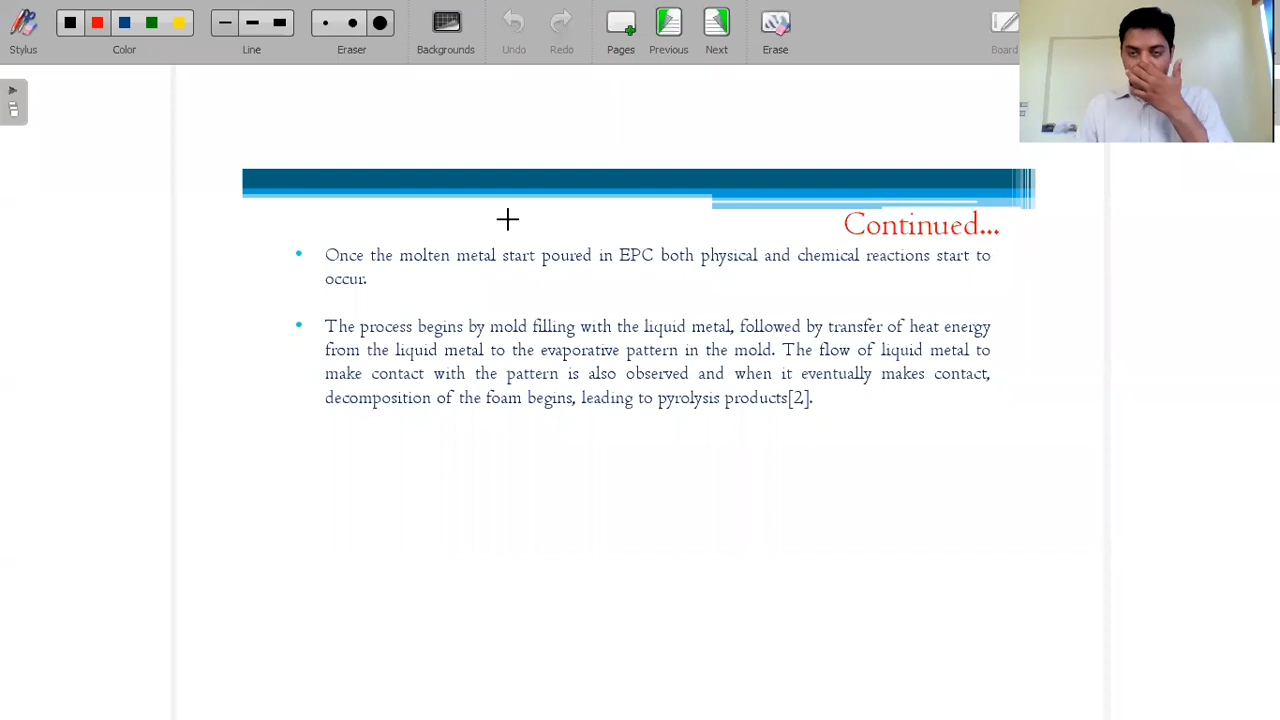 Stylus
Color
Line
Eraser
Backgrounds
Undo
Redo
Pages
Previous
Next
Erase
Board
Continued...
• Once the molten metal start poured in EPC both physical and chemical reactions start to
occur.
• The process begins by mold filling with the liquid metal, followed by transfer of heat energy
from the liquid metal to the evaporative pattern in the mold. The flow of liquid metal to
make contact with the pattern is also observed and when it eventually makes contact,
decomposition of the foam begins, leading to pyrolysis products[2].